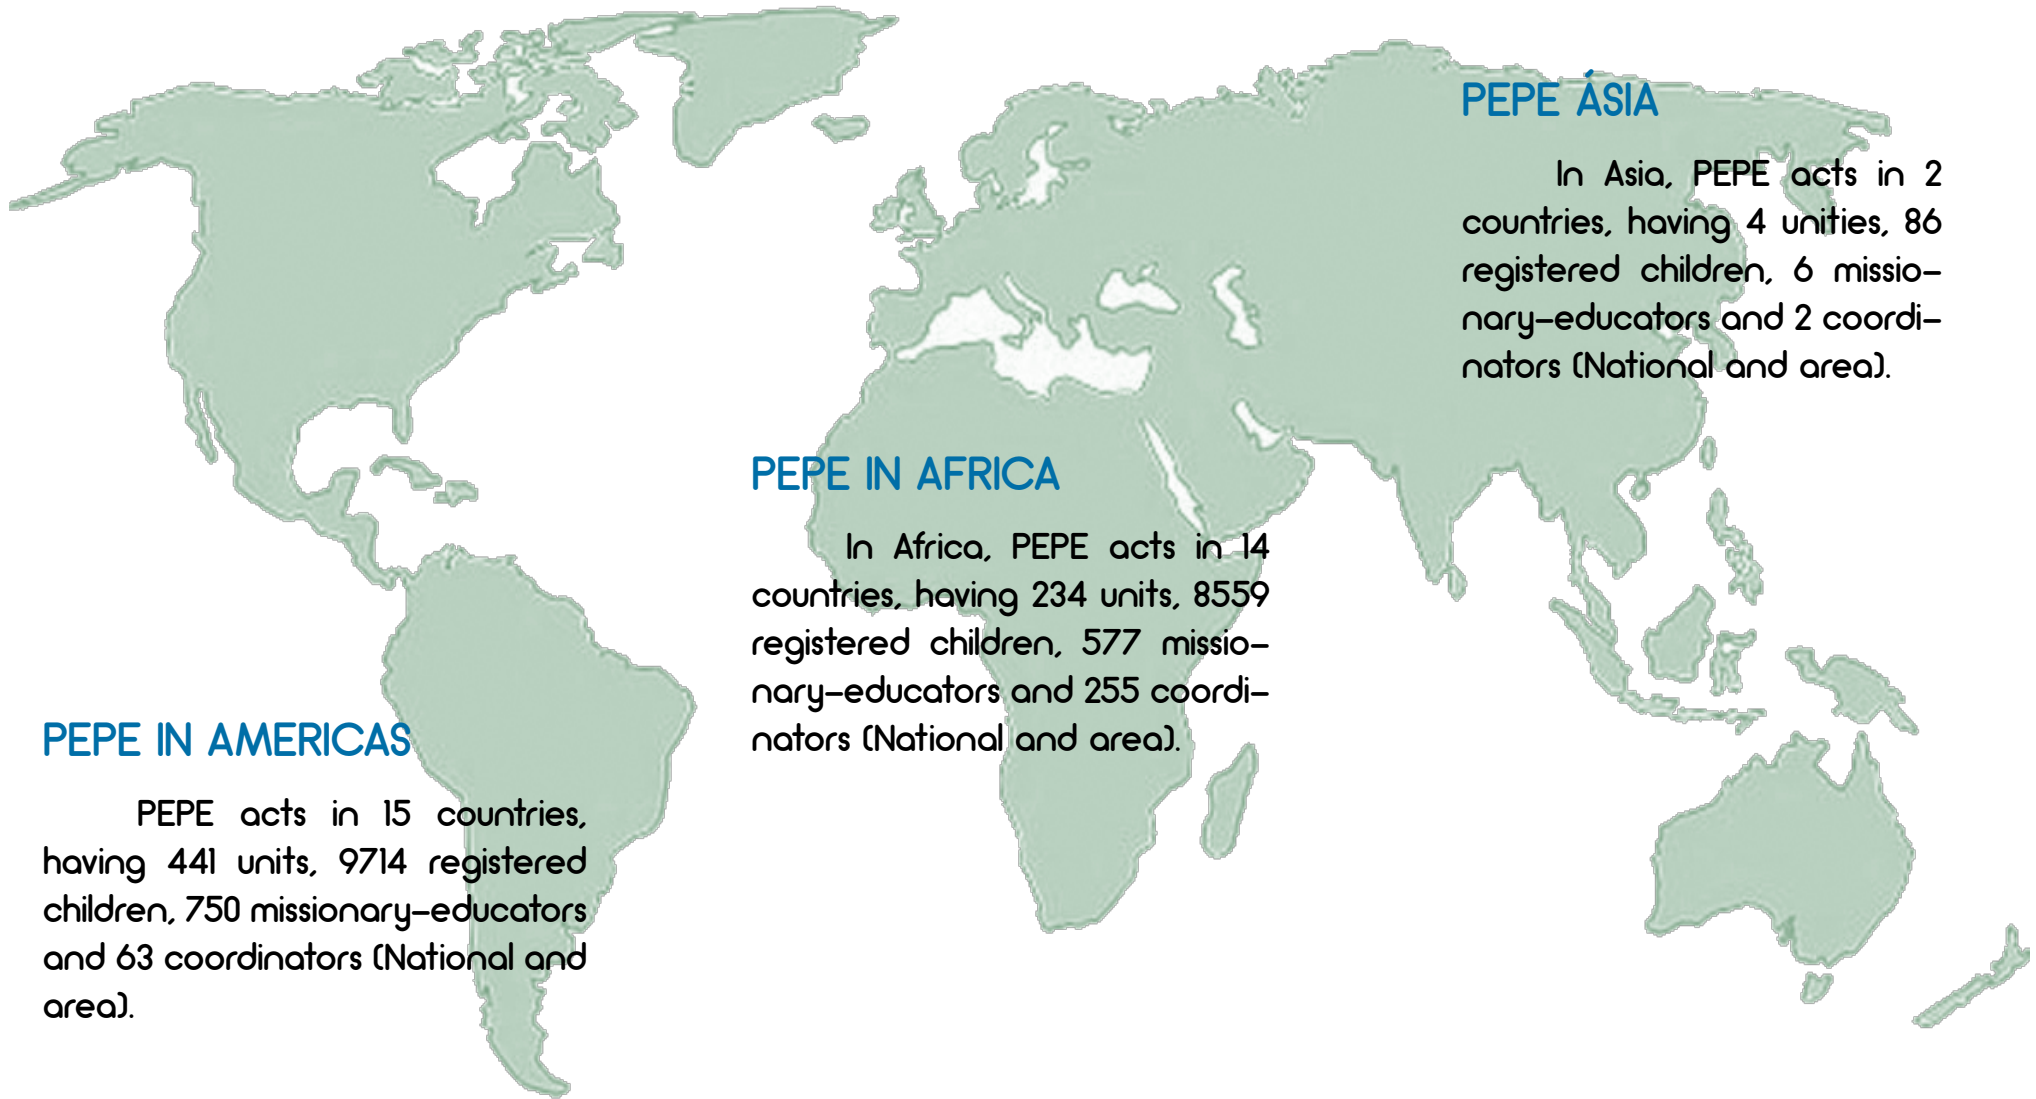 PEPE ÁSIA
In Asia, PEPE acts in 2
countries, having 4 unities, 86
registered children, 6 missio-
nary-educators and 2 coordi-
nators (National and area).
PEPE IN AFRICA
In Africa, PEPE acts in 14
countries, having 234 units, 8559
registered children, 577 missio-
nary-educators and 255 coordi-
nators (National and area).
PEPE IN AMERICAS
PEPE acts in 15 countries,
having 441 units, 9714 registered
children, 750 missionary-educators
and 63 coordinators (National and
area).